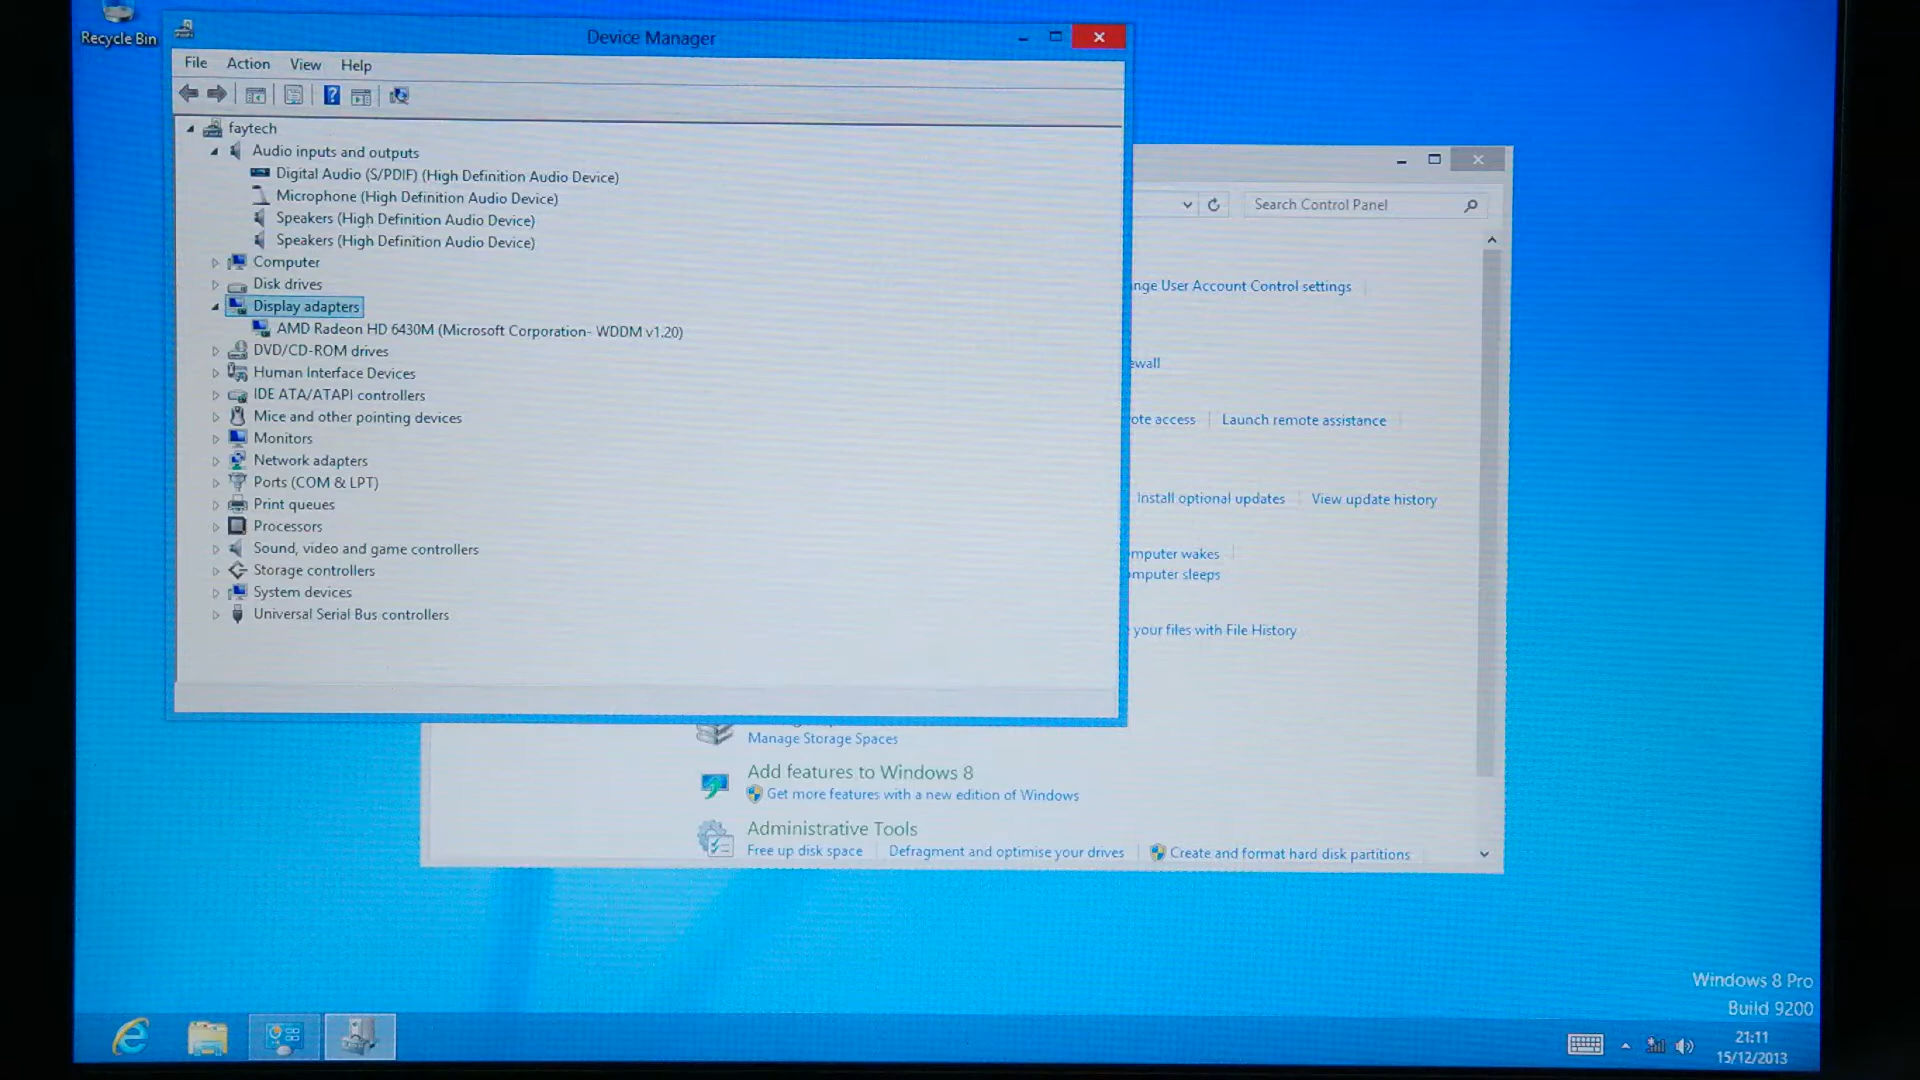 Recycle Bin
Device Manager
File Action View Help
faytech
Audio inputs and outputs
Digital Audio (S/PDIF) (High Definition Audio Device)
Microphone (High Definition Audio Device)
Speakers (High Definition Audio Device)
Speakers (High Definition Audio Device)
Computer
Disk drives
Display adapters
AMD Radeon HD 6430M (Microsoft Corporation- WDDM v1.20)
DVD/CD-ROM drives
Human Interface Devices
IDE ATA/ATAPI controllers
Mice and other pointing devices
Monitors
Network adapters
Ports (COM & LPT)
Print queues
Processors
Sound, video and game controllers
Storage controllers
System devices
Universal Serial Bus controllers
Search Control Panel
nge User Account Control settings
ewall
ote access Launch remote assistance
Install optional updates View update history
mputer wakes
mputer sleeps
your files with File History
Manage Storage Spaces
Add features to Windows 8
Get more features with a new edition of Windows
Administrative Tools
Free up disk space Defragment and optimise your drives Create and format hard disk partitions
Windows 8 Pro
Build 9200
21:11
15/12/2013